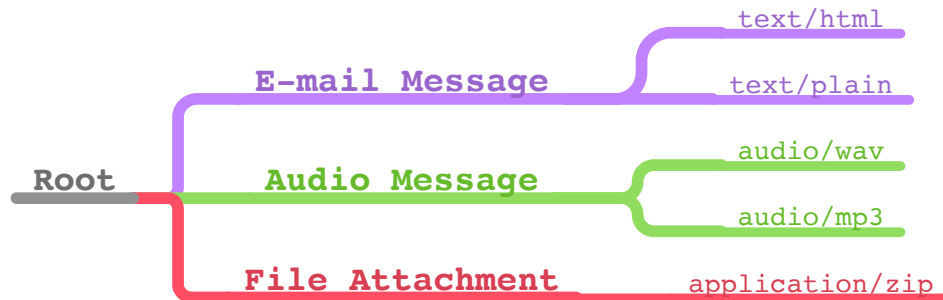 text/html
E-mail Message
text/plain
audio/wav
Root
Audio Message
audio/mp3
File Attachment
application/zip